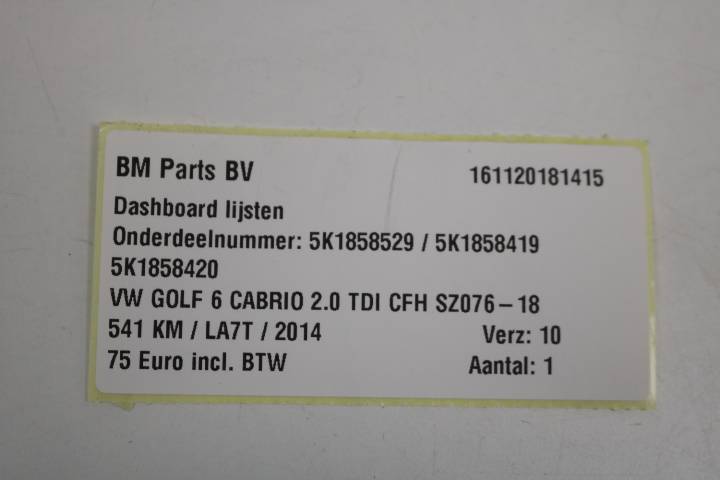 BM Parts BV 161120181415
Dashboard lijsten
Onderdeelnummer: 5K1858529 / 5K1858419
5K1858420
VW GOLF 6 CABRIO 2.0 TDI CFH SZ076-18
541 KM / LA7T / 2014 Verz: 10
75 Euro incl. BTW Aantal: 1